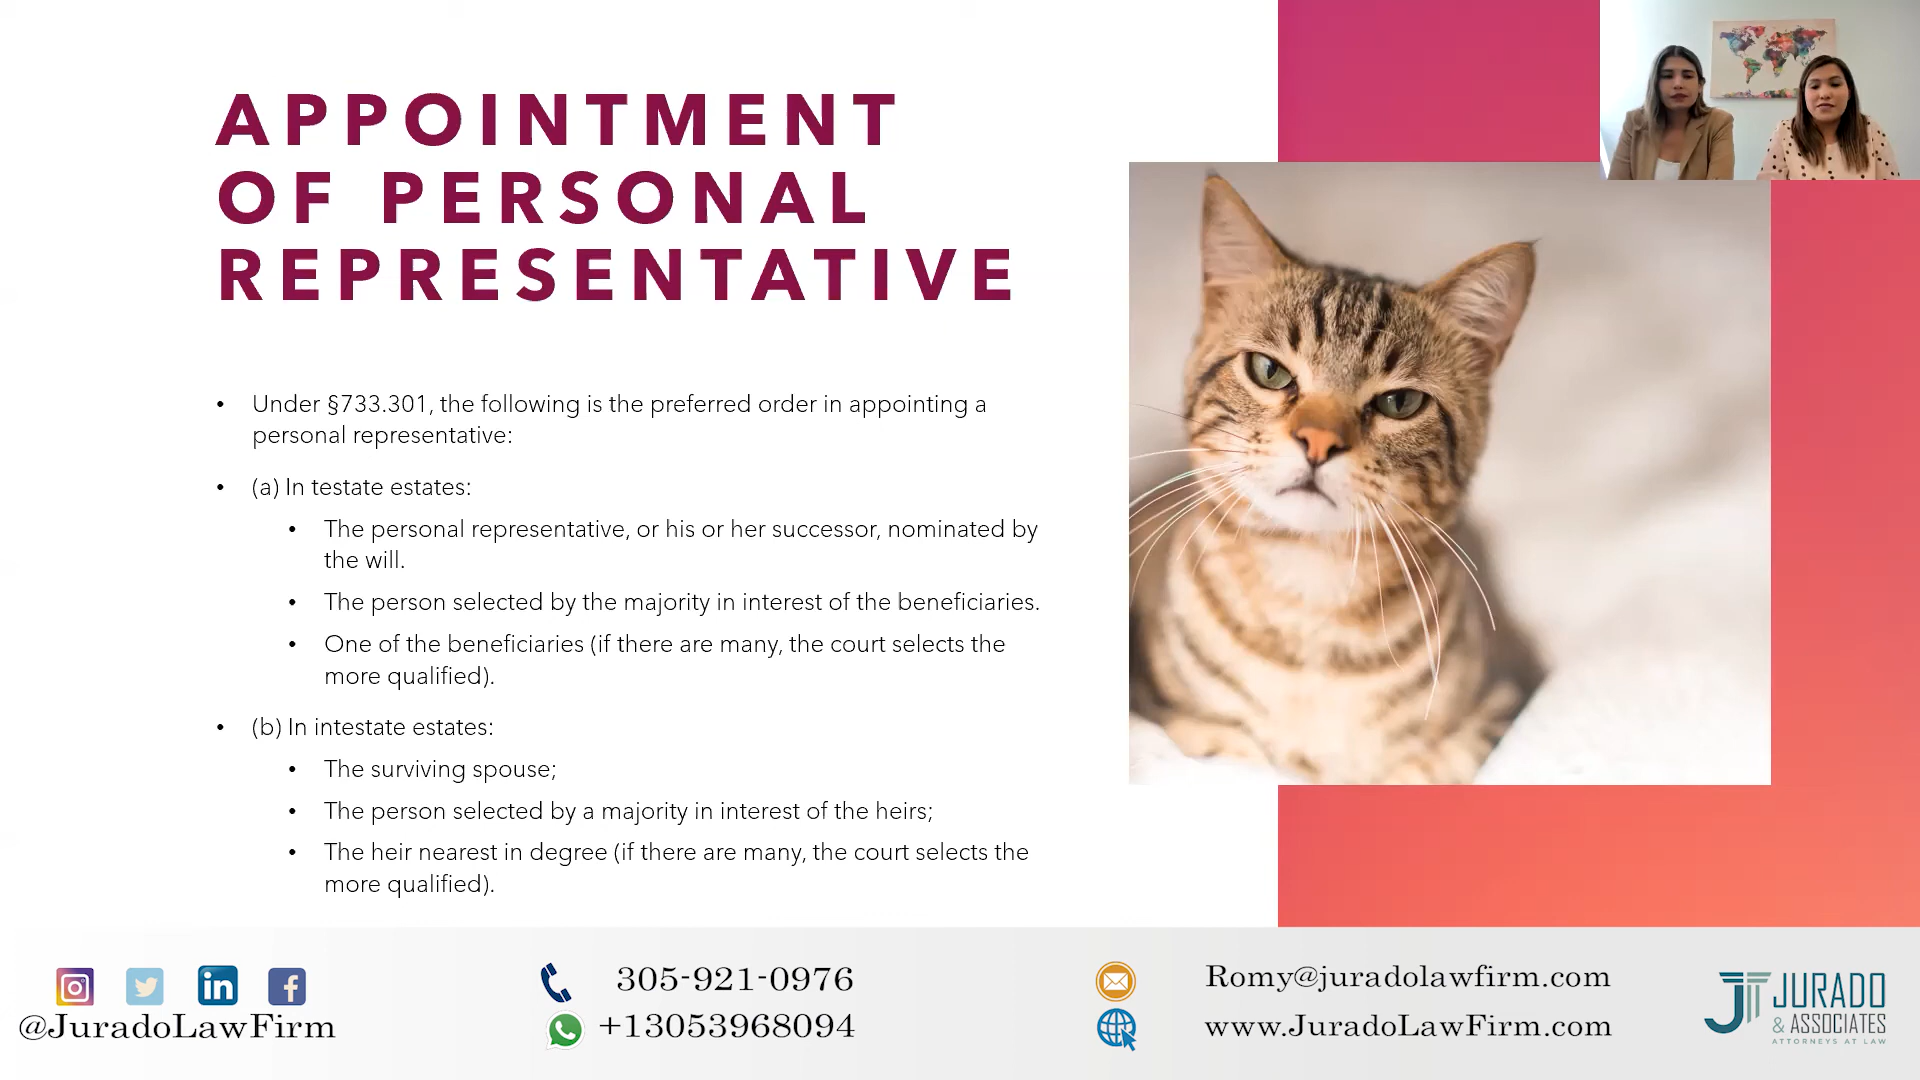 APPOINTMENT
OF PERSONAL
REPRESENTATIVE
• Under §733.301, the following is the preferred order in appointing a
personal representative:
• (a) In testate estates:
• The personal representative, or his or her successor, nominated by
the will.
• The person selected by the majority in interest of the beneficiaries.
• One of the beneficiaries (if there are many, the court selects the
more qualified).
• (b) In intestate estates:
• The surviving spouse;
• The person selected by a majority in interest of the heirs;
• The heir nearest in degree (if there are many, the court selects the
more qualified).
@JuradoLawFirm
305-921-0976
+13053968094
Romy@juradolawfirm.com
www.JuradoLawFirm.com
JURADO
& ASSOCIATES
ATTORNEYS AT LAW